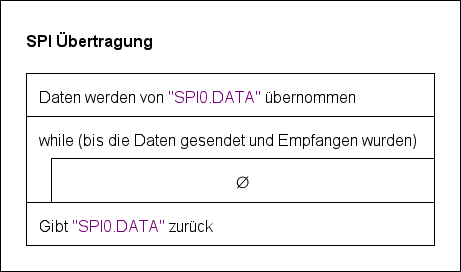 SPI Übertragung
Daten werden von "SPI0.DATA" übernommen
while (bis die Daten gesendet und Empfangen wurden)
∅
Gibt "SPI0.DATA" zurück